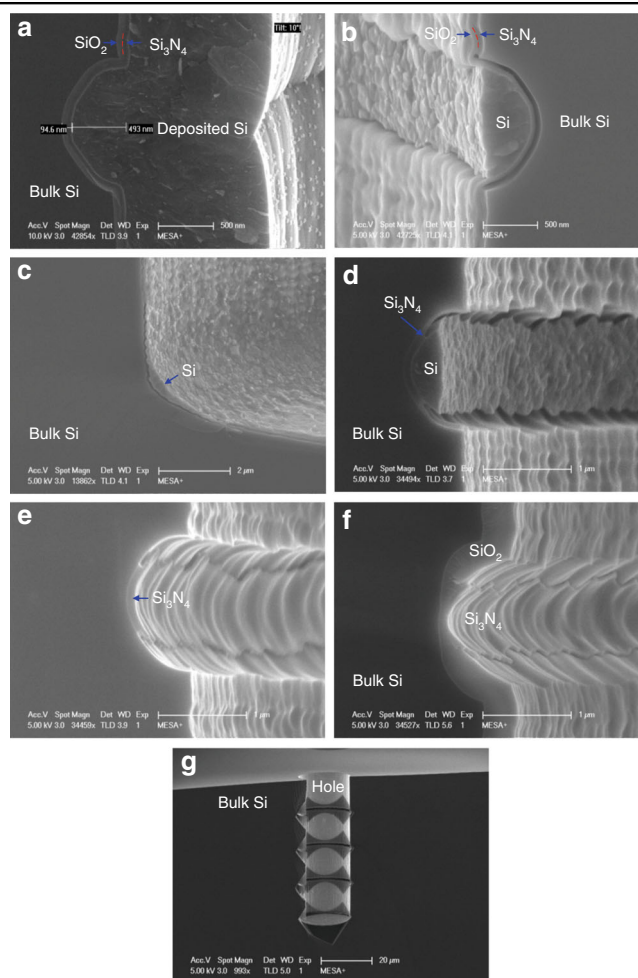 a
Tilt: 10°
SiO2
Si3N4
94.6 nm
493 nm
Deposited Si
Bulk Si
Acc.V Spot Magn Det WD Exp
10.0 kV 3.0 42854x TLD 3.9 1 MESA+
500 nm
b
SiO2
Si3N4
Si
Bulk Si
Acc.V Spot Magn Det WD Exp
5.00 kV 3.0 42725x TLD 4.1 1 MESA+
500 nm
c
Si
Bulk Si
Acc.V Spot Magn Det WD Exp
5.00 kV 3.0 13862x TLD 4.1 1 MESA+
2 µm
d
Si3N4
Si
Bulk Si
Acc.V Spot Magn Det WD Exp
5.00 kV 3.0 34494x TLD 3.7 1 MESA+
1 µm
e
Si3N4
Bulk Si
Acc.V Spot Magn Det WD Exp
5.00 kV 3.0 34459x TLD 3.9 1 MESA+
1 µm
f
SiO2
Si3N4
Bulk Si
Acc.V Spot Magn Det WD Exp
5.00 kV 3.0 34527x TLD 5.6 1 MESA+
1 µm
g
Hole
Bulk Si
Acc.V Spot Magn Det WD Exp
5.00 kV 3.0 993x TLD 5.0 1 MESA+
20 µm